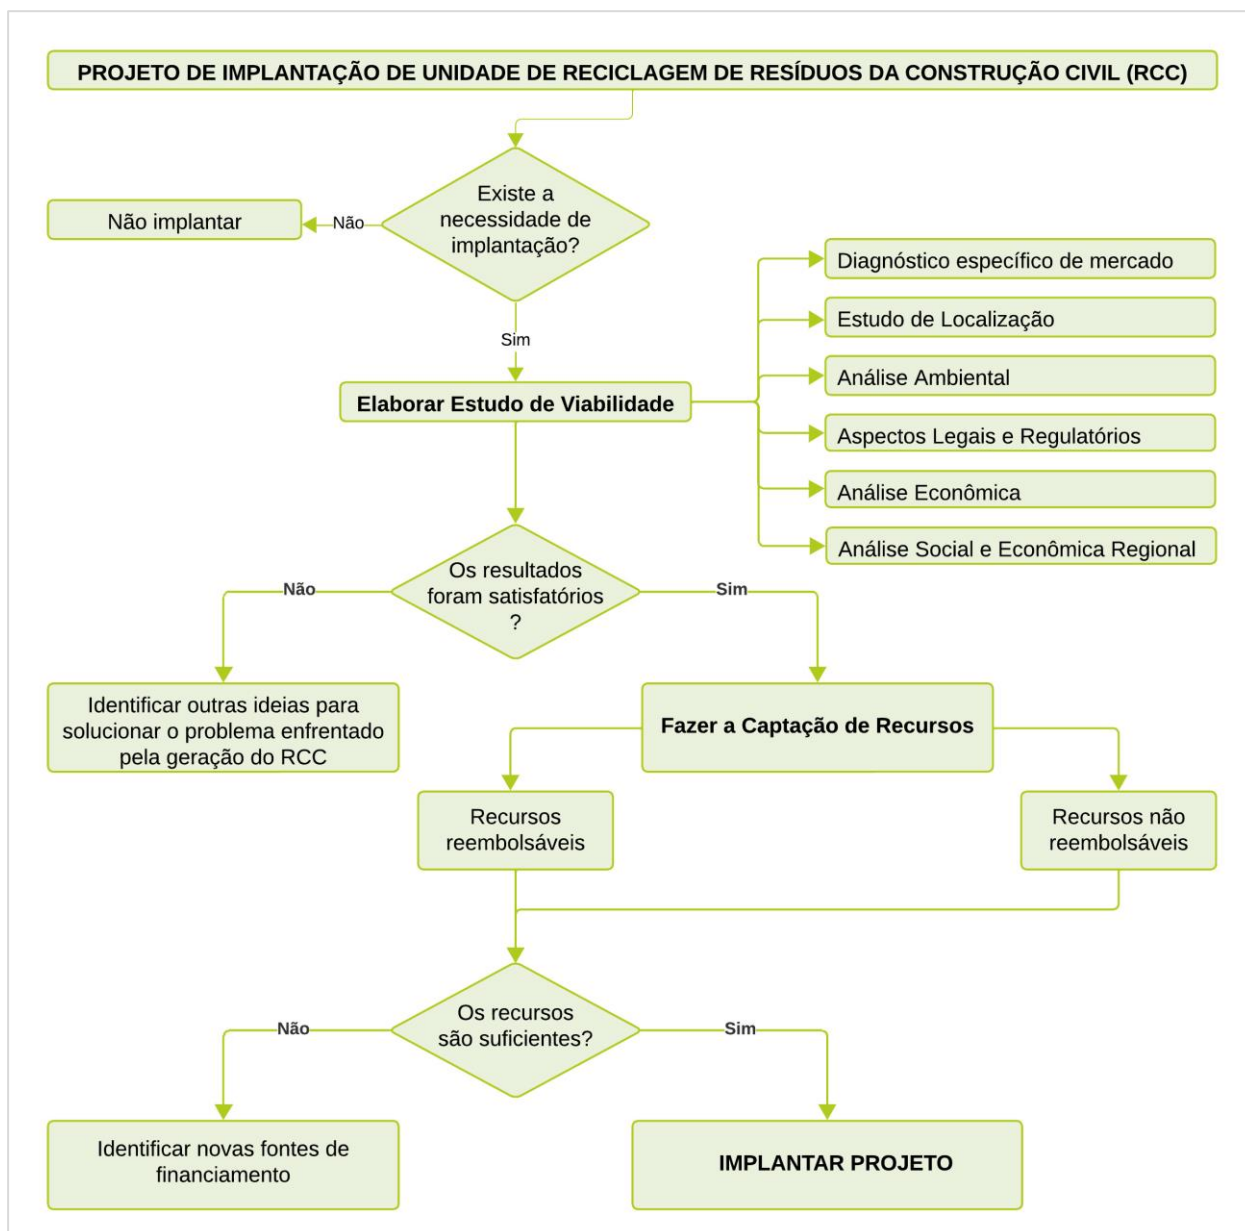 PROJETO DE IMPLANTAÇÃO DE UNIDADE DE RECICLAGEM DE RESÍDUOS DA CONSTRUÇÃO CIVIL (RCC)
Existe a
necessidade de
implantação?
Não
Não implantar
Sim
Elaborar Estudo de Viabilidade
Diagnóstico específico de mercado
Estudo de Localização
Análise Ambiental
Aspectos Legais e Regulatórios
Análise Econômica
Análise Social e Econômica Regional
Os resultados
foram satisfatórios
?
Não
Sim
Identificar outras ideias para
solucionar o problema enfrentado
pela geração do RCC
Fazer a Captação de Recursos
Recursos
reembolsáveis
Recursos não
reembolsáveis
Os recursos
são suficientes?
Não
Sim
Identificar novas fontes de
financiamento
IMPLANTAR PROJETO